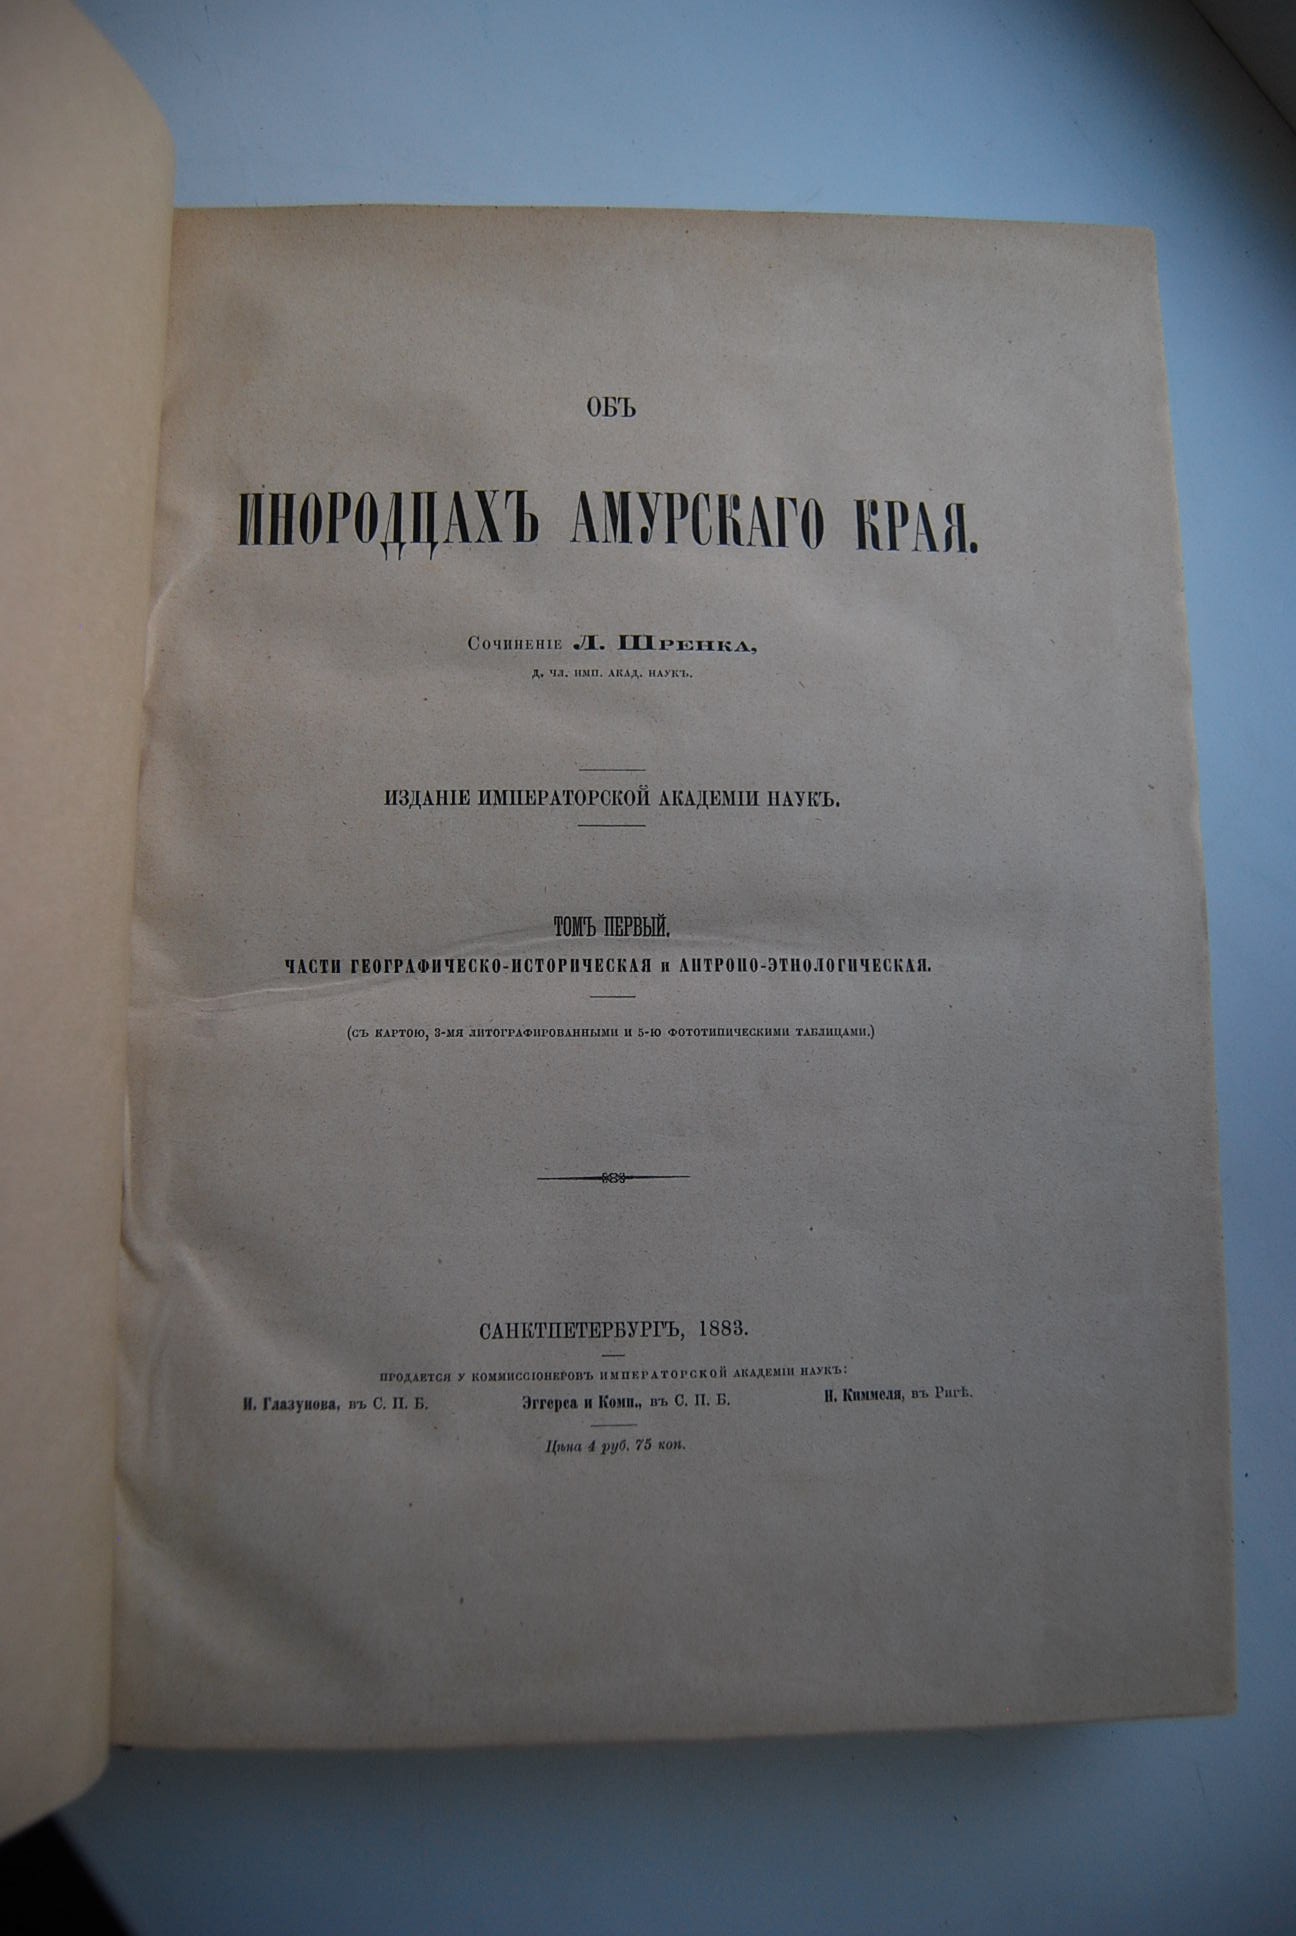 ОБЪ
ИНОРОДЦАХЪ АМУРСКАГО КРАЯ.
Сочиненіе Л. Шренка,
Д. ЧЛ. ИМП. АКАД. НАУКЪ.
ИЗДАНІЕ ИМПЕРАТОРСКОЙ АКАДЕМІИ НАУКЪ.
ТОМЪ ПЕРВЫЙ.
ЧАСТИ ГЕОГРАФИЧЕСКО-ИСТОРИЧЕСКАЯ и АНТРОПО-ЭТНОЛОГИЧЕСКАЯ.
(СЪ КАРТОЮ, 3-МЯ ЛИТОГРАФИРОВАННЫМИ И 5-Ю ФОТОТИПИЧЕСКИМИ ТАБЛИЦАМИ.)
САНКТПЕТЕРБУРГЪ, 1883.
ПРОДАЕТСЯ У КОММИССІОНЕРОВЪ ИМПЕРАТОРСКОЙ АКАДЕМІИ НАУКЪ:
И. Глазунова, въ С. П. Б. Эггерса и Комп., въ С. П. Б. Н. Киммеля, въ Ригѣ.
Цѣна 4 руб. 75 коп.